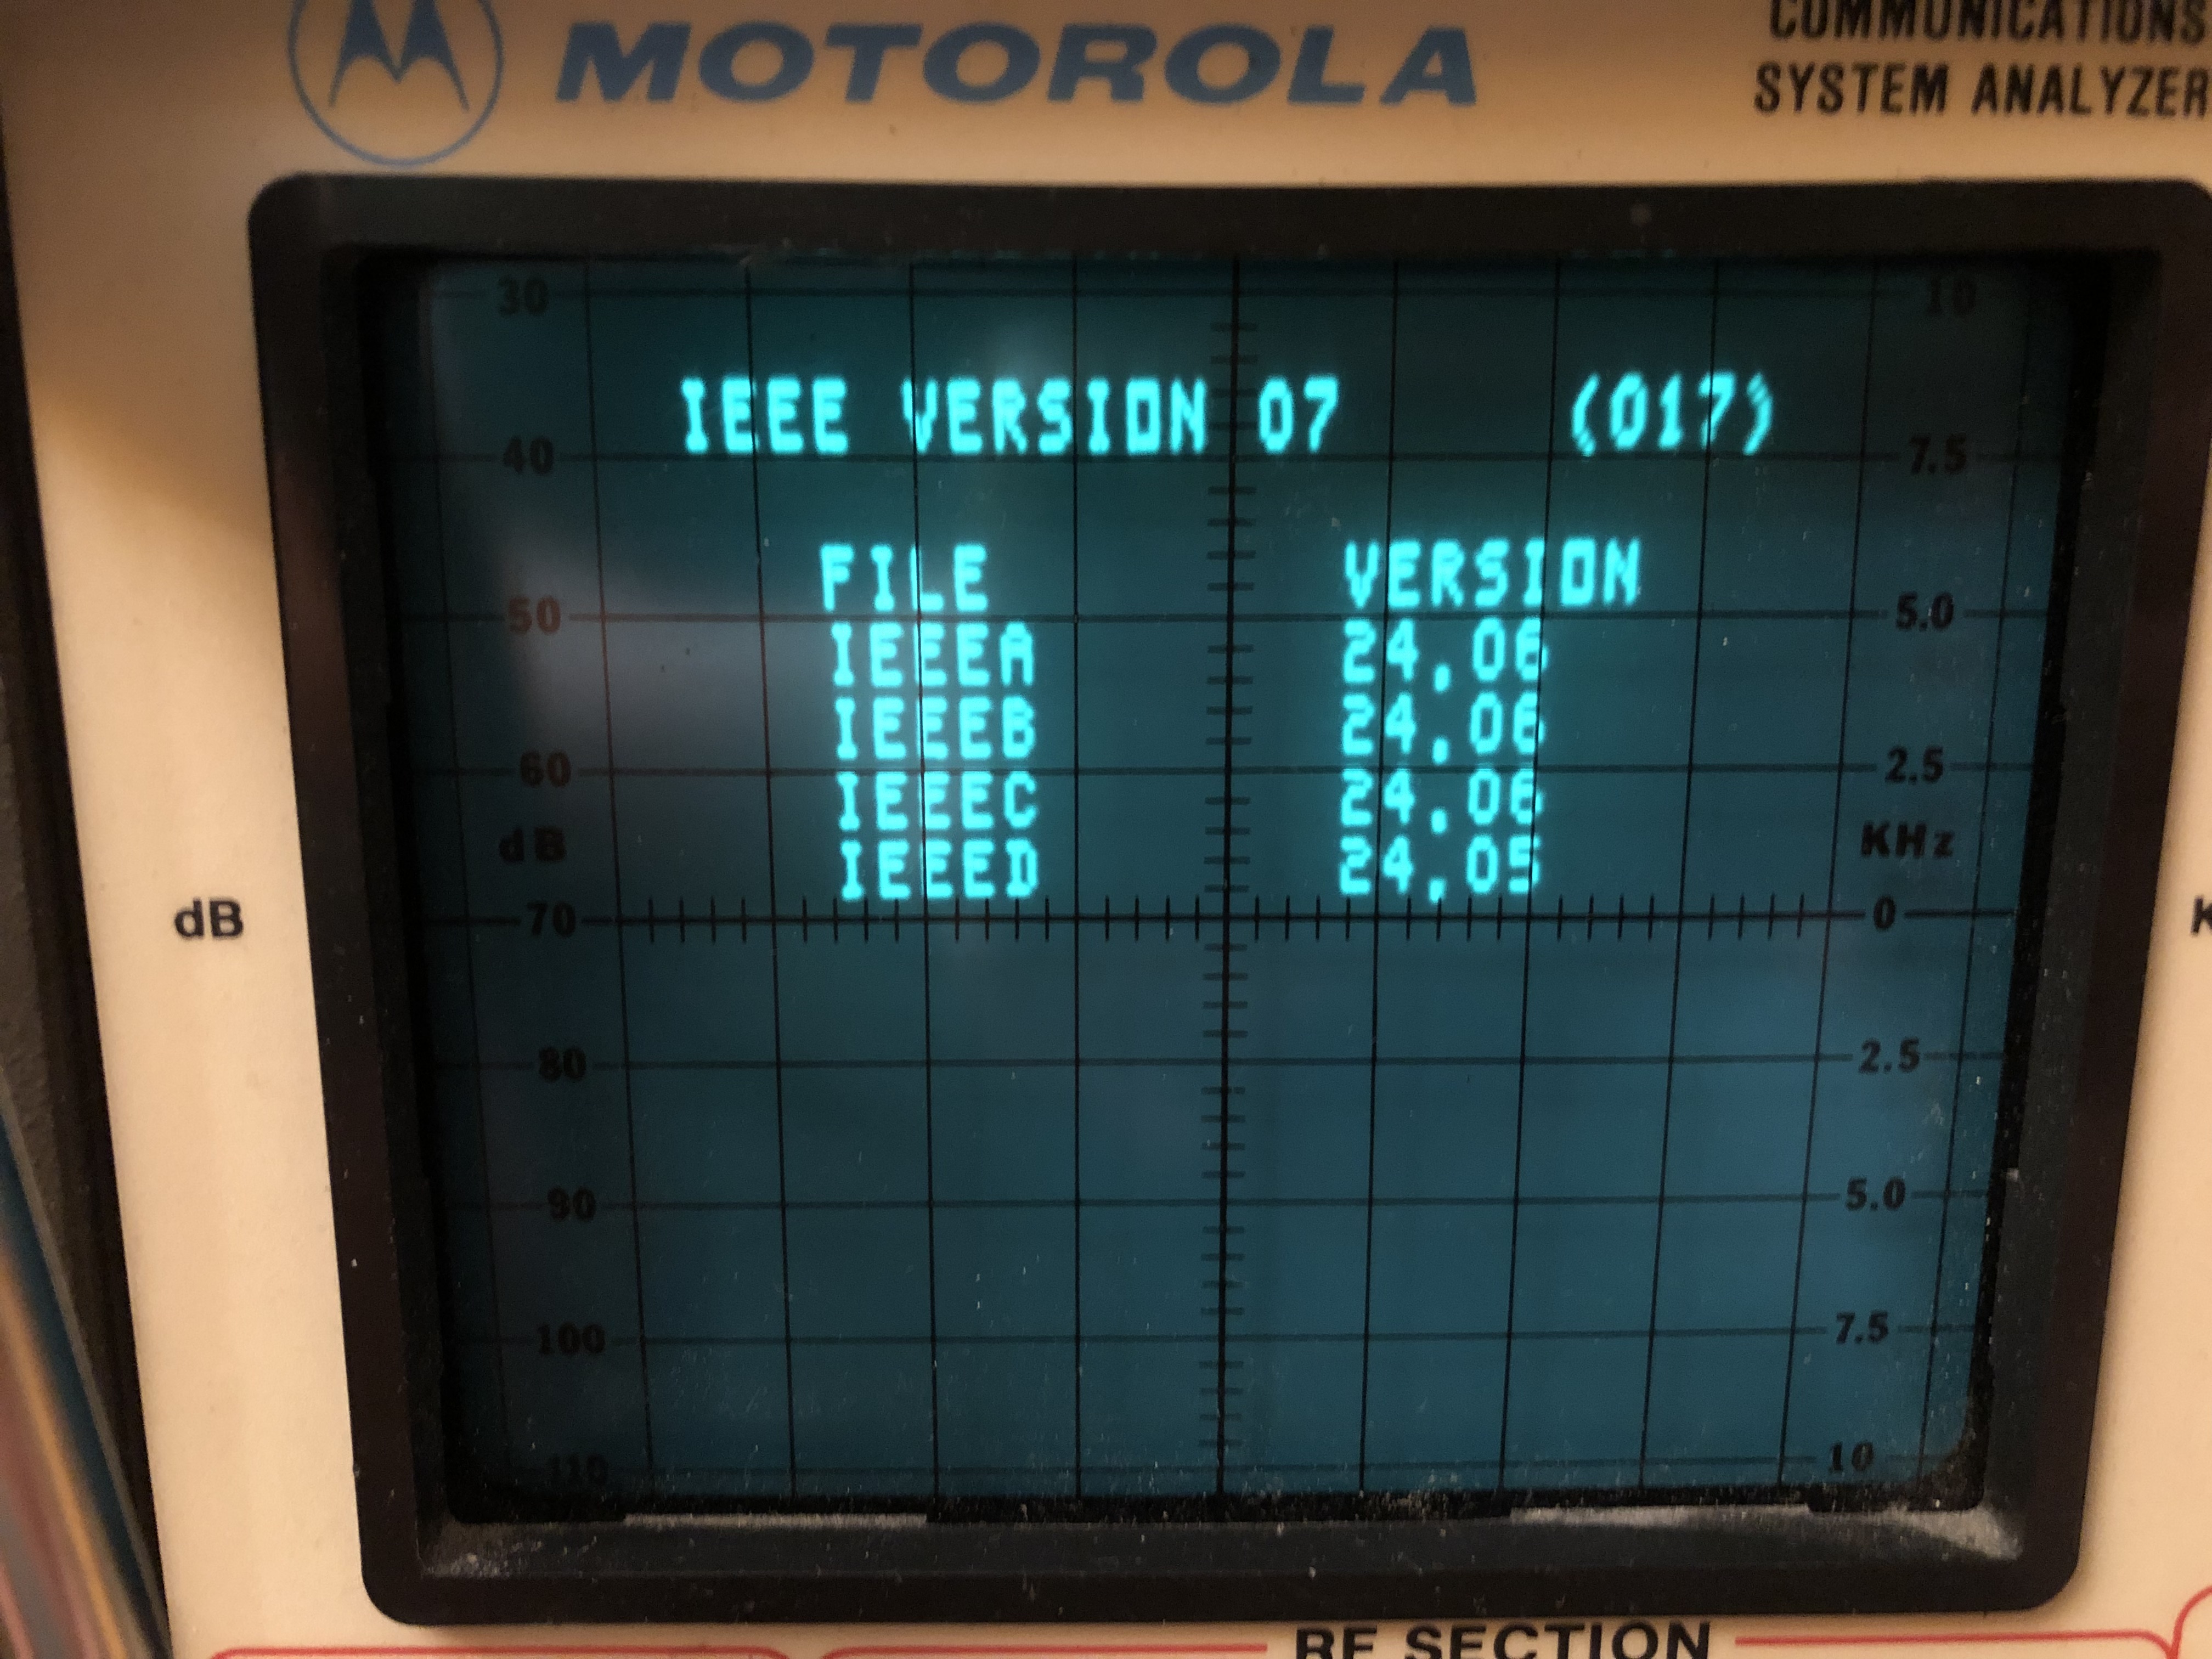 MOTOROLA
COMMUNICATIONS
SYSTEM ANALYZER
30 10
IEEE VERSION 07 (017)
40 7.5
FILE VERSION
50 5.0
IEEEA 24,06
IEEEB 24,06
60 2.5
IEEEC 24,06
dB KHz
IEEED 24,05
dB 70 0 K
80 2.5
90 5.0
100 7.5
110 10
RF SECTION